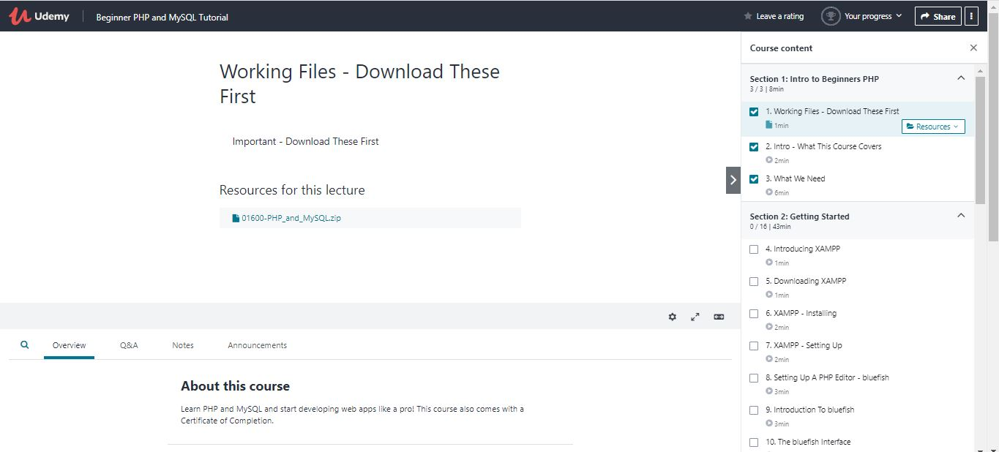 Udemy
Beginner PHP and MySQL Tutorial
Leave a rating
Your progress
Share
Working Files - Download These
First
Important - Download These First
Resources for this lecture
01600-PHP_and_MySQL.zip
Overview
Q&A
Notes
Announcements
About this course
Learn PHP and MySQL and start developing web apps like a pro! This course also comes with a
Certificate of Completion.
Course content
Section 1: Intro to Beginners PHP
3 / 3 | 8min
1. Working Files - Download These First
1min
Resources
2. Intro - What This Course Covers
2min
3. What We Need
6min
Section 2: Getting Started
0 / 16 | 43min
4. Introducing XAMPP
1min
5. Downloading XAMPP
1min
6. XAMPP - Installing
2min
7. XAMPP - Setting Up
2min
8. Setting Up A PHP Editor - bluefish
3min
9. Introduction To bluefish
3min
10. The bluefish Interface